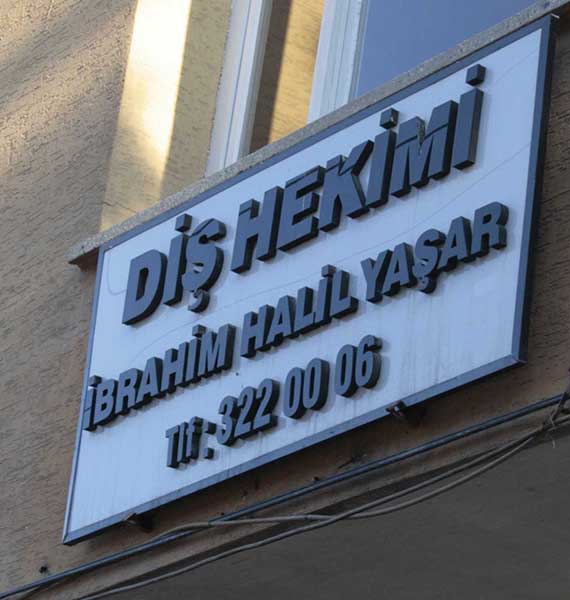 DİŞ HEKİMİ
İBRAHİM HALİL YAŞAR
Tlf : 322 00 06